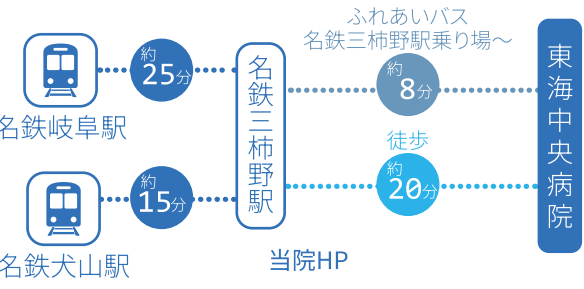 名鉄岐阜駅
約
25分
名鉄犬山駅
約
15分
名鉄三柿野駅
ふれあいバス
名鉄三柿野駅乗り場～
約
8分
徒歩
約
20分
東海中央病院
当院HP